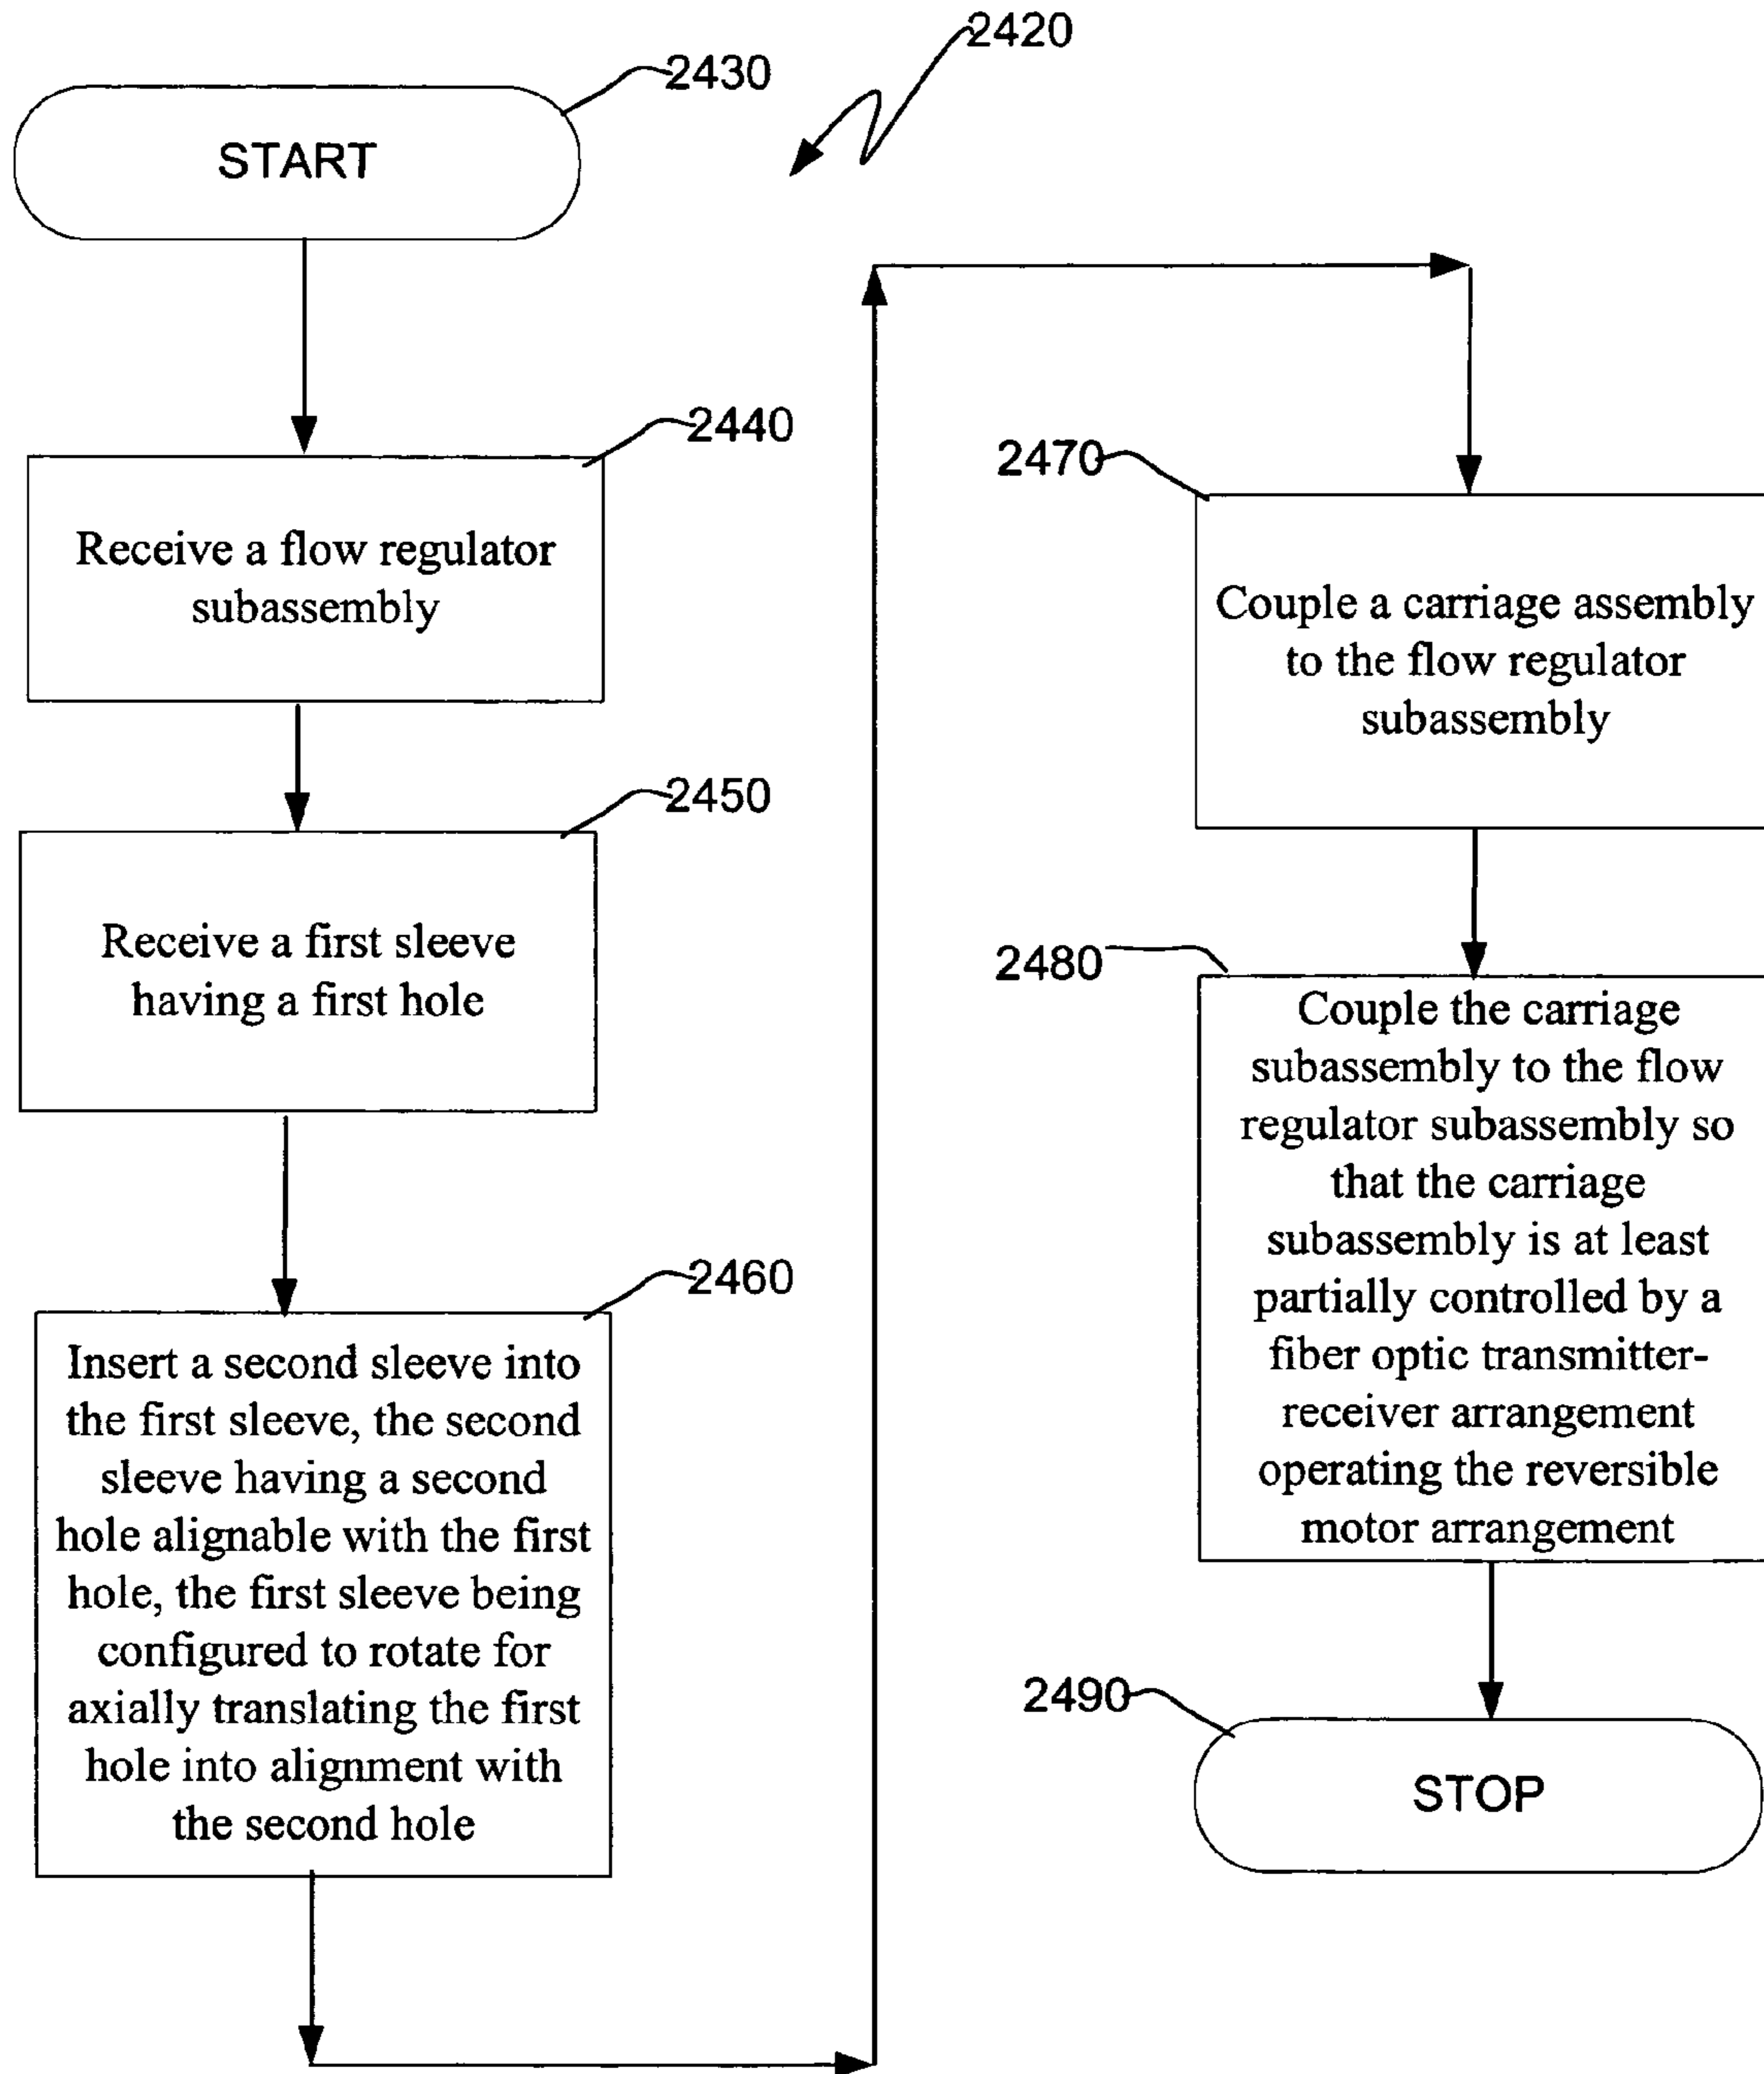 2420
2430
START
2440
Receive a flow regulator
subassembly
2450
Receive a first sleeve
having a first hole
2460
Insert a second sleeve into
the first sleeve, the second
sleeve having a second
hole alignable with the first
hole, the first sleeve being
configured to rotate for
axially translating the first
hole into alignment with
the second hole
2470
Couple a carriage assembly
to the flow regulator
subassembly
2480
Couple the carriage
subassembly to the flow
regulator subassembly so
that the carriage
subassembly is at least
partially controlled by a
fiber optic transmitter-
receiver arrangement
operating the reversible
motor arrangement
2490
STOP